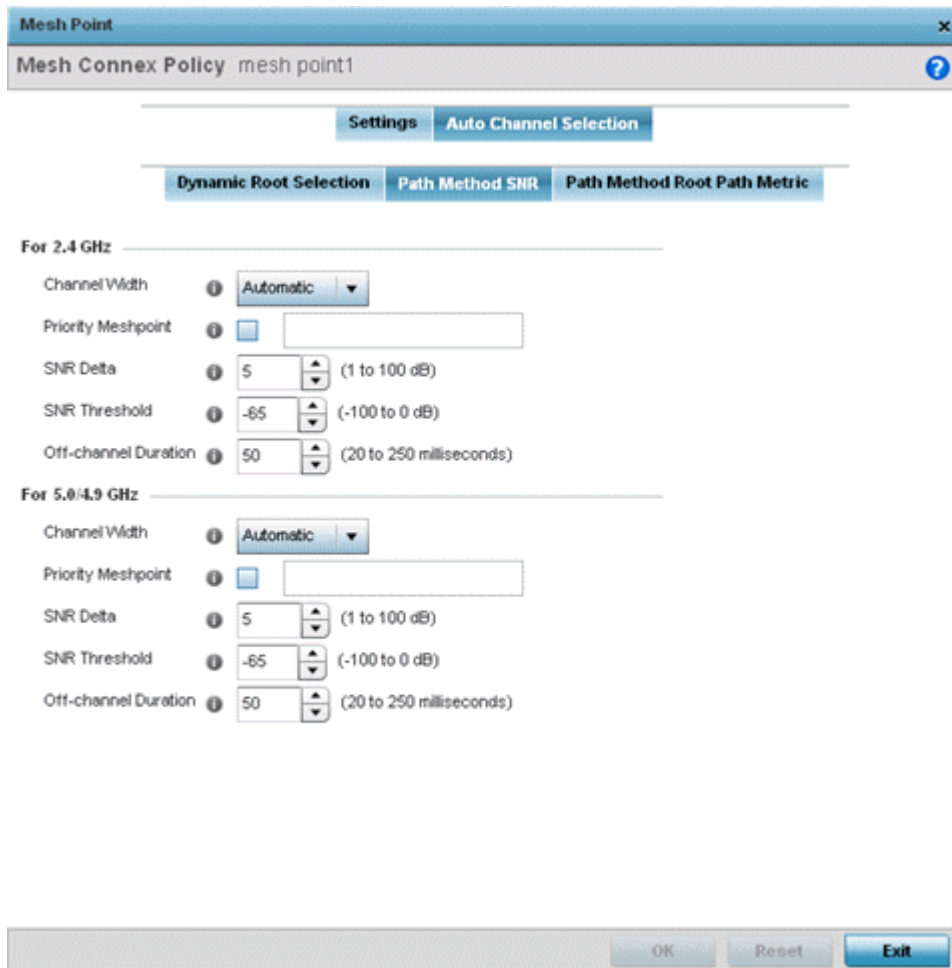 Mesh Point x
Mesh Connex Policy mesh point1 ?
Settings Auto Channel Selection
Dynamic Root Selection Path Method SNR Path Method Root Path Metric
For 2.4 GHz
Channel Width Automatic
Priority Meshpoint
SNR Delta 5 (1 to 100 dB)
SNR Threshold -65 (-100 to 0 dB)
Off-channel Duration 50 (20 to 250 milliseconds)
For 5.0/4.9 GHz
Channel Width Automatic
Priority Meshpoint
SNR Delta 5 (1 to 100 dB)
SNR Threshold -65 (-100 to 0 dB)
Off-channel Duration 50 (20 to 250 milliseconds)
OK Reset Exit